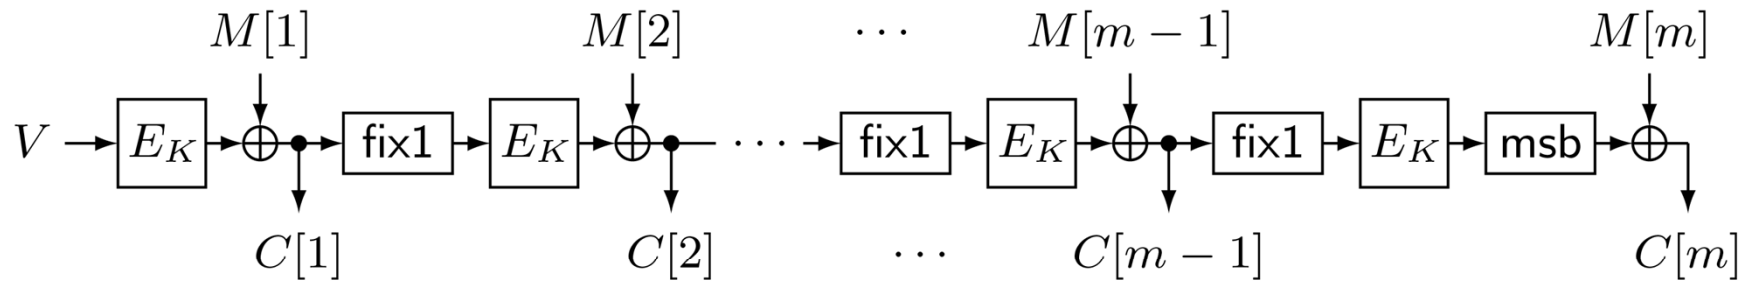 M[1] M[2] ⋯ M[m − 1] M[m]
V E_K fix1 E_K ⋯ fix1 E_K fix1 E_K msb
C[1] C[2] ⋯ C[m − 1] C[m]